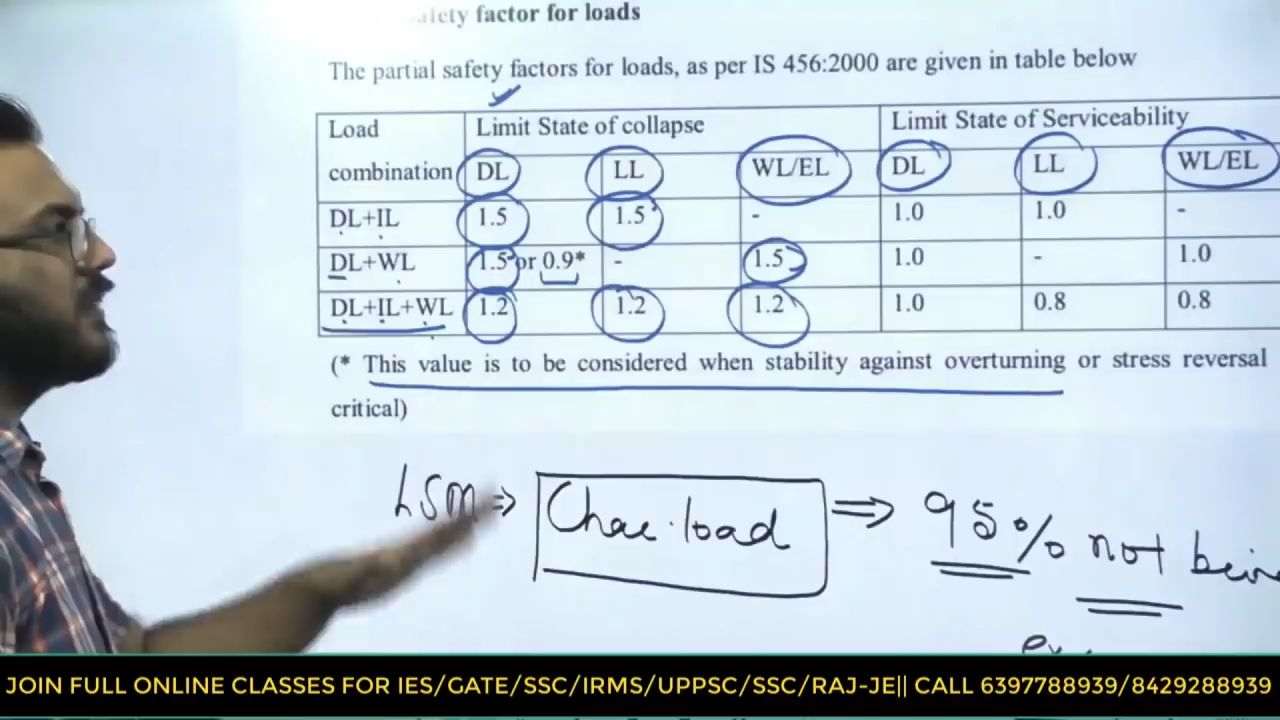 safety factor for loads
The partial safety factors for loads, as per IS 456:2000 are given in table below
Load combination Limit State of collapse Limit State of Serviceability
DL LL WL/EL DL LL WL/EL
DL+IL 1.5 1.5 - 1.0 1.0 -
DL+WL 1.5 or 0.9* - 1.5 1.0 - 1.0
DL+IL+WL 1.2 1.2 1.2 1.0 0.8 0.8
(* This value is to be considered when stability against overturning or stress reversal
critical)
LSM ⇒ Chac. load ⇒ 95% not bein
JOIN FULL ONLINE CLASSES FOR IES/GATE/SSC/IRMS/UPPSC/SSC/RAJ-JE|| CALL 6397788939/8429288939